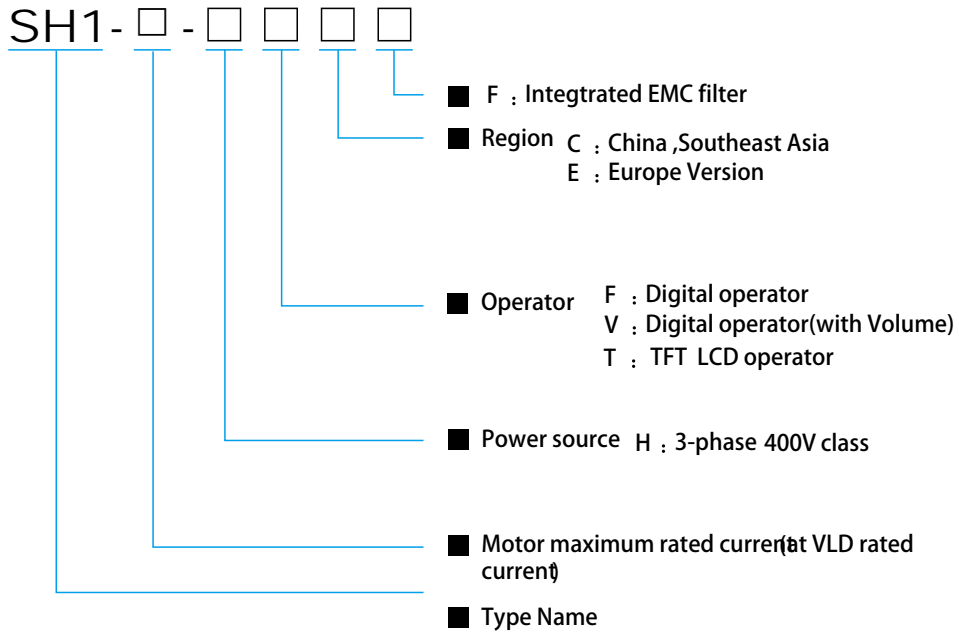 SH1-□-□□□□
■ F：Integtrated EMC filter
■ Region C：China ,Southeast Asia
E：Europe Version
■ Operator F：Digital operator
V：Digital operator(with Volume)
T：TFT LCD operator
■ Power source H：3-phase 400V class
■ Motor maximum rated current(at VLD rated
current)
■ Type Name